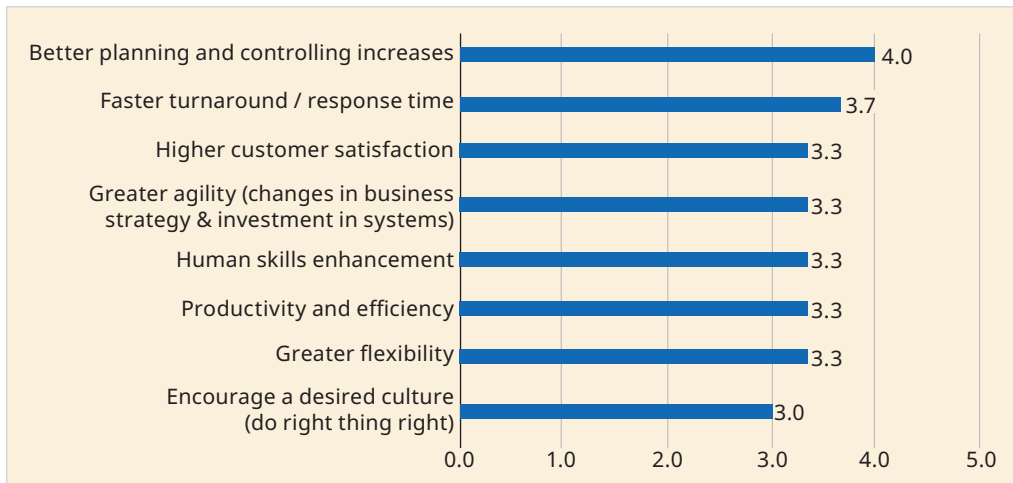 Better planning and controlling increases
4.0
Faster turnaround / response time
3.7
Higher customer satisfaction
3.3
Greater agility (changes in business
strategy & investment in systems)
3.3
Human skills enhancement
3.3
Productivity and efficiency
3.3
Greater flexibility
3.3
Encourage a desired culture
(do right thing right)
3.0
0.0 1.0 2.0 3.0 4.0 5.0